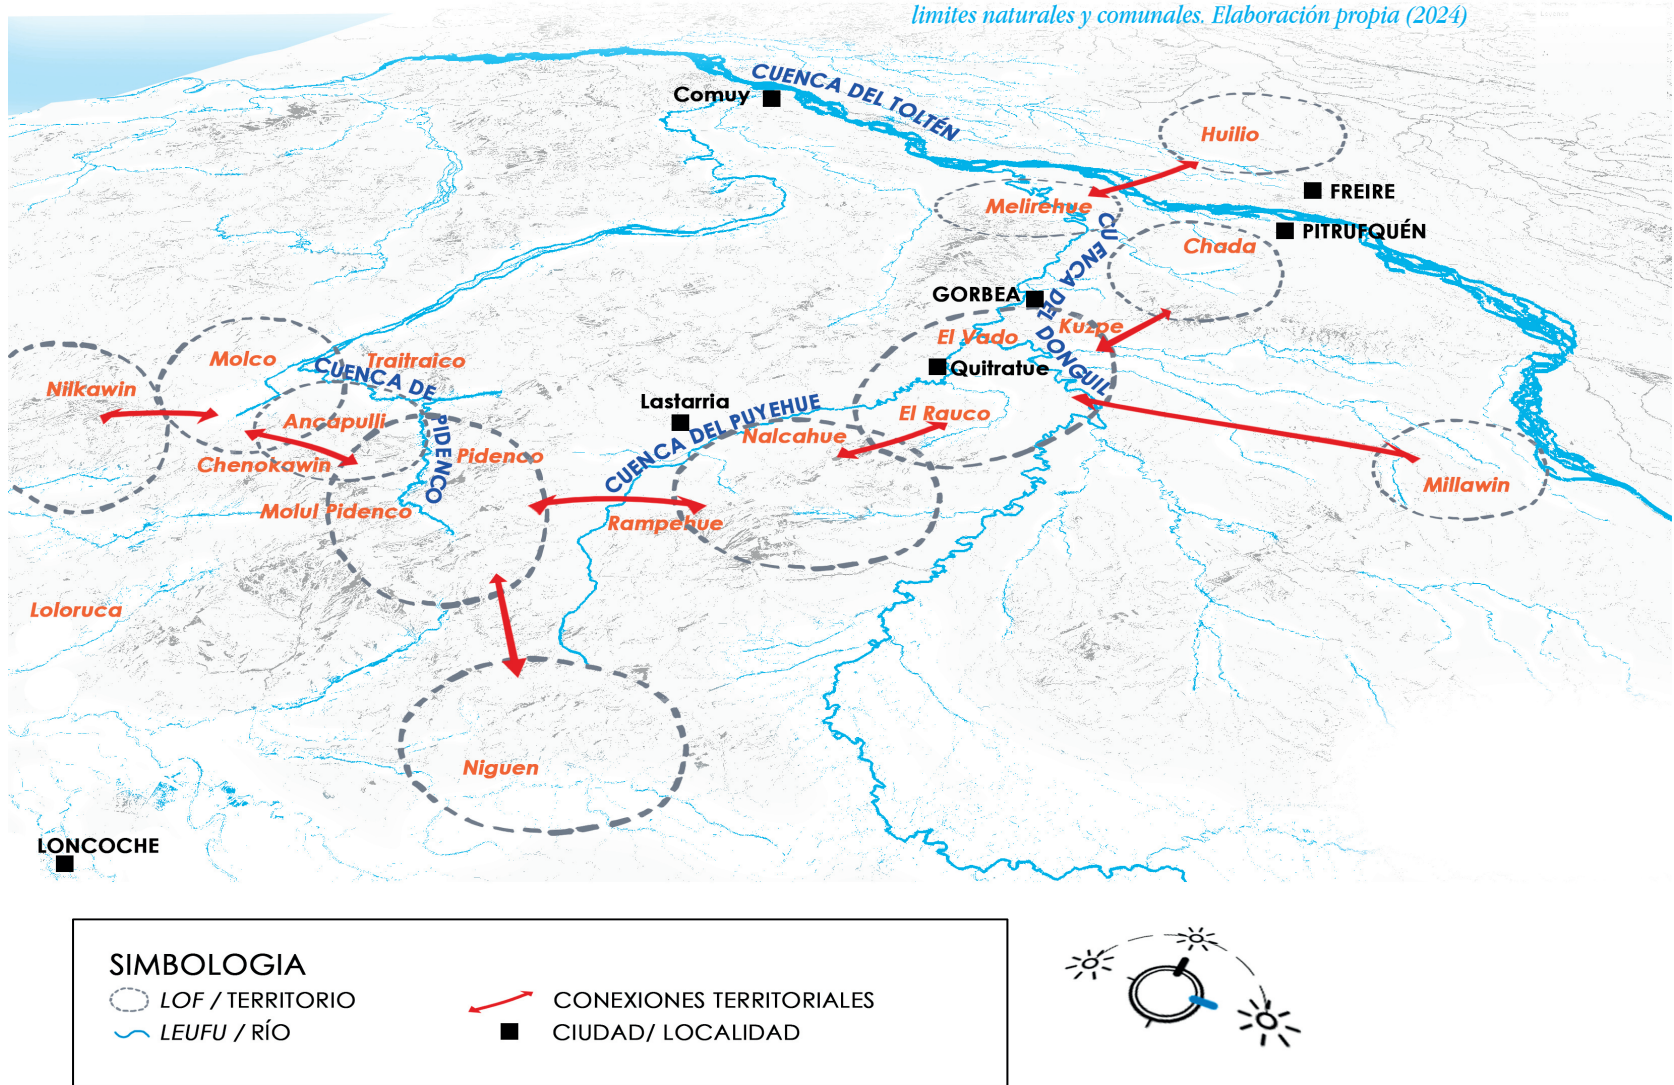 limites naturales y comunales. Elaboración propia (2024)
CUENCA DEL TOLTÉN
Comuy
Huilio
FREIRE
Melirehue
PITRUFQUÉN
Chada
CUENCA DEL DONGUIL
GORBEA
Kuzpe
El Vado
Molco
Traitraico
CUENCA DE PIDENCO
Quitratue
Nilkawin
Lastarria
CUENCA DEL PUYEHUE
El Rauco
Ancapulli
Nalcahue
Pidenco
Chenokawin
Millawin
Molul Pidenco
Rampehue
Loloruca
Niguen
LONCOCHE
SIMBOLOGIA
LOF / TERRITORIO
CONEXIONES TERRITORIALES
LEUFU / RÍO
CIUDAD/ LOCALIDAD